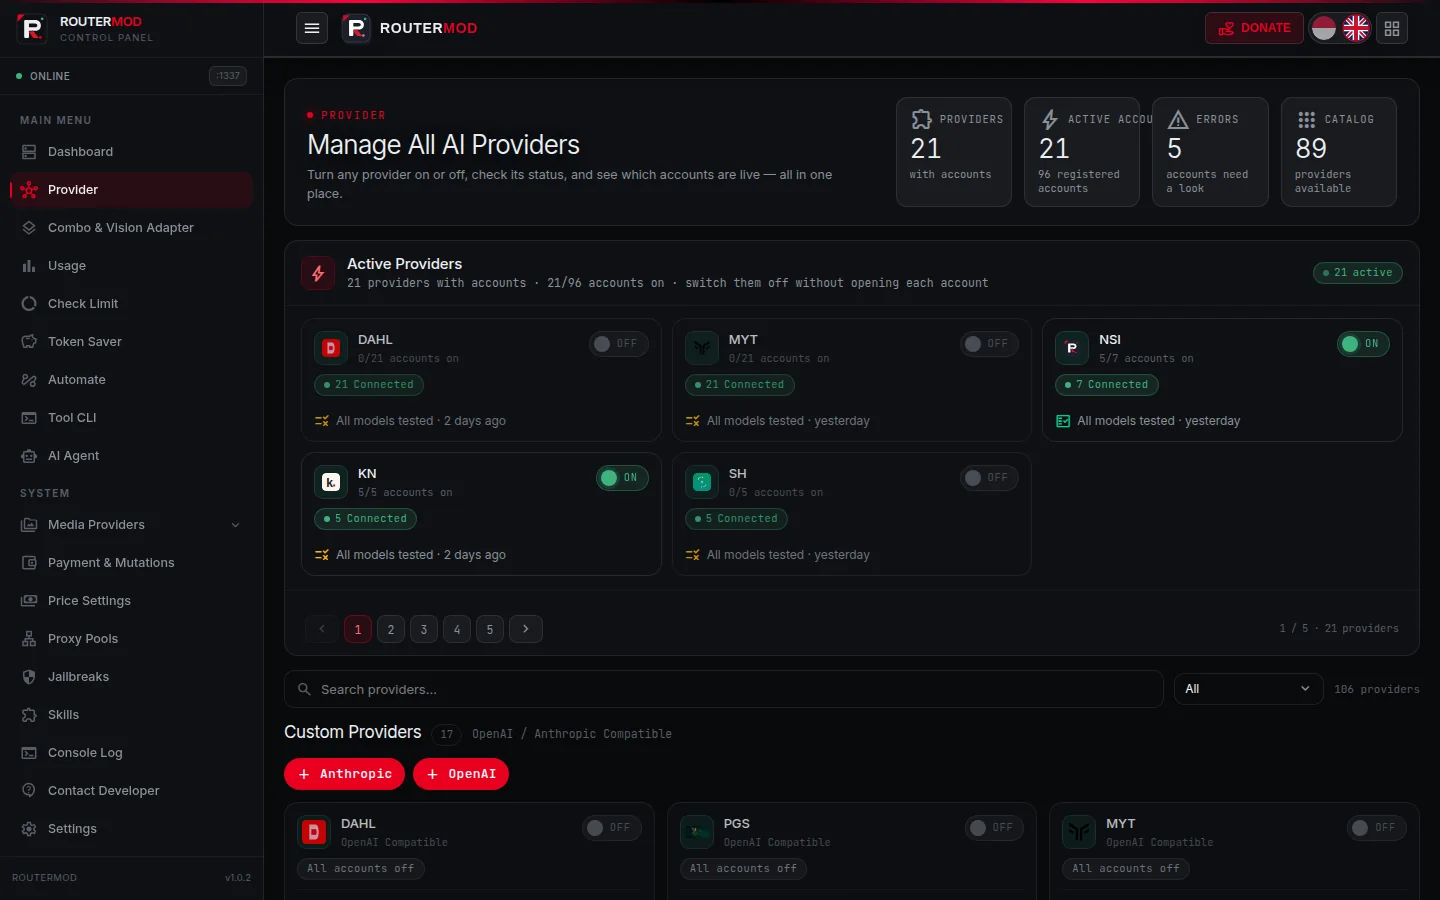 ROUTERMOD
CONTROL PANEL
ONLINE
:1337
MAIN MENU
Dashboard
Provider
Combo & Vision Adapter
Usage
Check Limit
Token Saver
Automate
Tool CLI
AI Agent
SYSTEM
Media Providers
Payment & Mutations
Price Settings
Proxy Pools
Jailbreaks
Skills
Console Log
Contact Developer
Settings
ROUTERMOD v1.0.2
ROUTERMOD
DONATE
PROVIDER
Manage All AI Providers
Turn any provider on or off, check its status, and see which accounts are live — all in one
place.
PROVIDERS
21
with accounts
ACTIVE ACCOU
21
96 registered
accounts
ERRORS
5
accounts need
a look
CATALOG
89
providers
available
Active Providers
21 providers with accounts · 21/96 accounts on · switch them off without opening each account
21 active
DAHL
0/21 accounts on
OFF
21 Connected
All models tested · 2 days ago
MYT
0/21 accounts on
OFF
21 Connected
All models tested · yesterday
NSI
5/7 accounts on
ON
7 Connected
All models tested · yesterday
KN
5/5 accounts on
ON
5 Connected
All models tested · 2 days ago
SH
0/5 accounts on
OFF
5 Connected
All models tested · yesterday
1 2 3 4 5
1 / 5 · 21 providers
Search providers...
All
106 providers
Custom Providers 17 OpenAI / Anthropic Compatible
+ Anthropic
+ OpenAI
DAHL
OpenAI Compatible
OFF
All accounts off
PGS
OpenAI Compatible
OFF
All accounts off
MYT
OpenAI Compatible
OFF
All accounts off